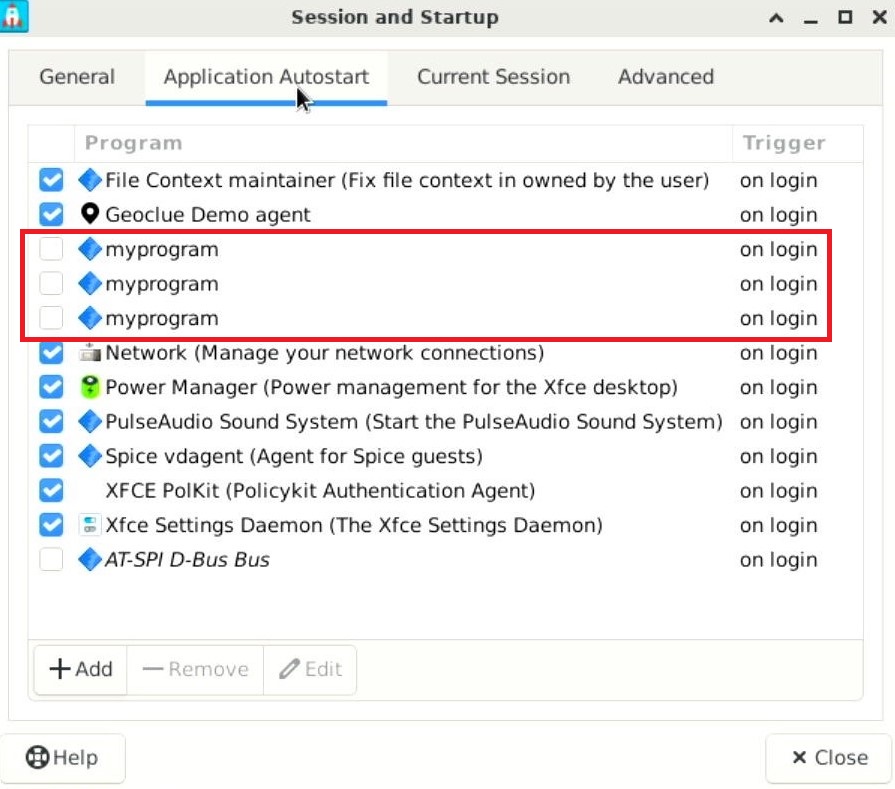 Session and Startup
General Application Autostart Current Session Advanced
Program Trigger
File Context maintainer (Fix file context in owned by the user) on login
Geoclue Demo agent on login
myprogram on login
myprogram on login
myprogram on login
Network (Manage your network connections) on login
Power Manager (Power management for the Xfce desktop) on login
PulseAudio Sound System (Start the PulseAudio Sound System) on login
Spice vdagent (Agent for Spice guests) on login
XFCE PolKit (Policykit Authentication Agent) on login
Xfce Settings Daemon (The Xfce Settings Daemon) on login
AT-SPI D-Bus Bus on login
Add Remove Edit
Help Close